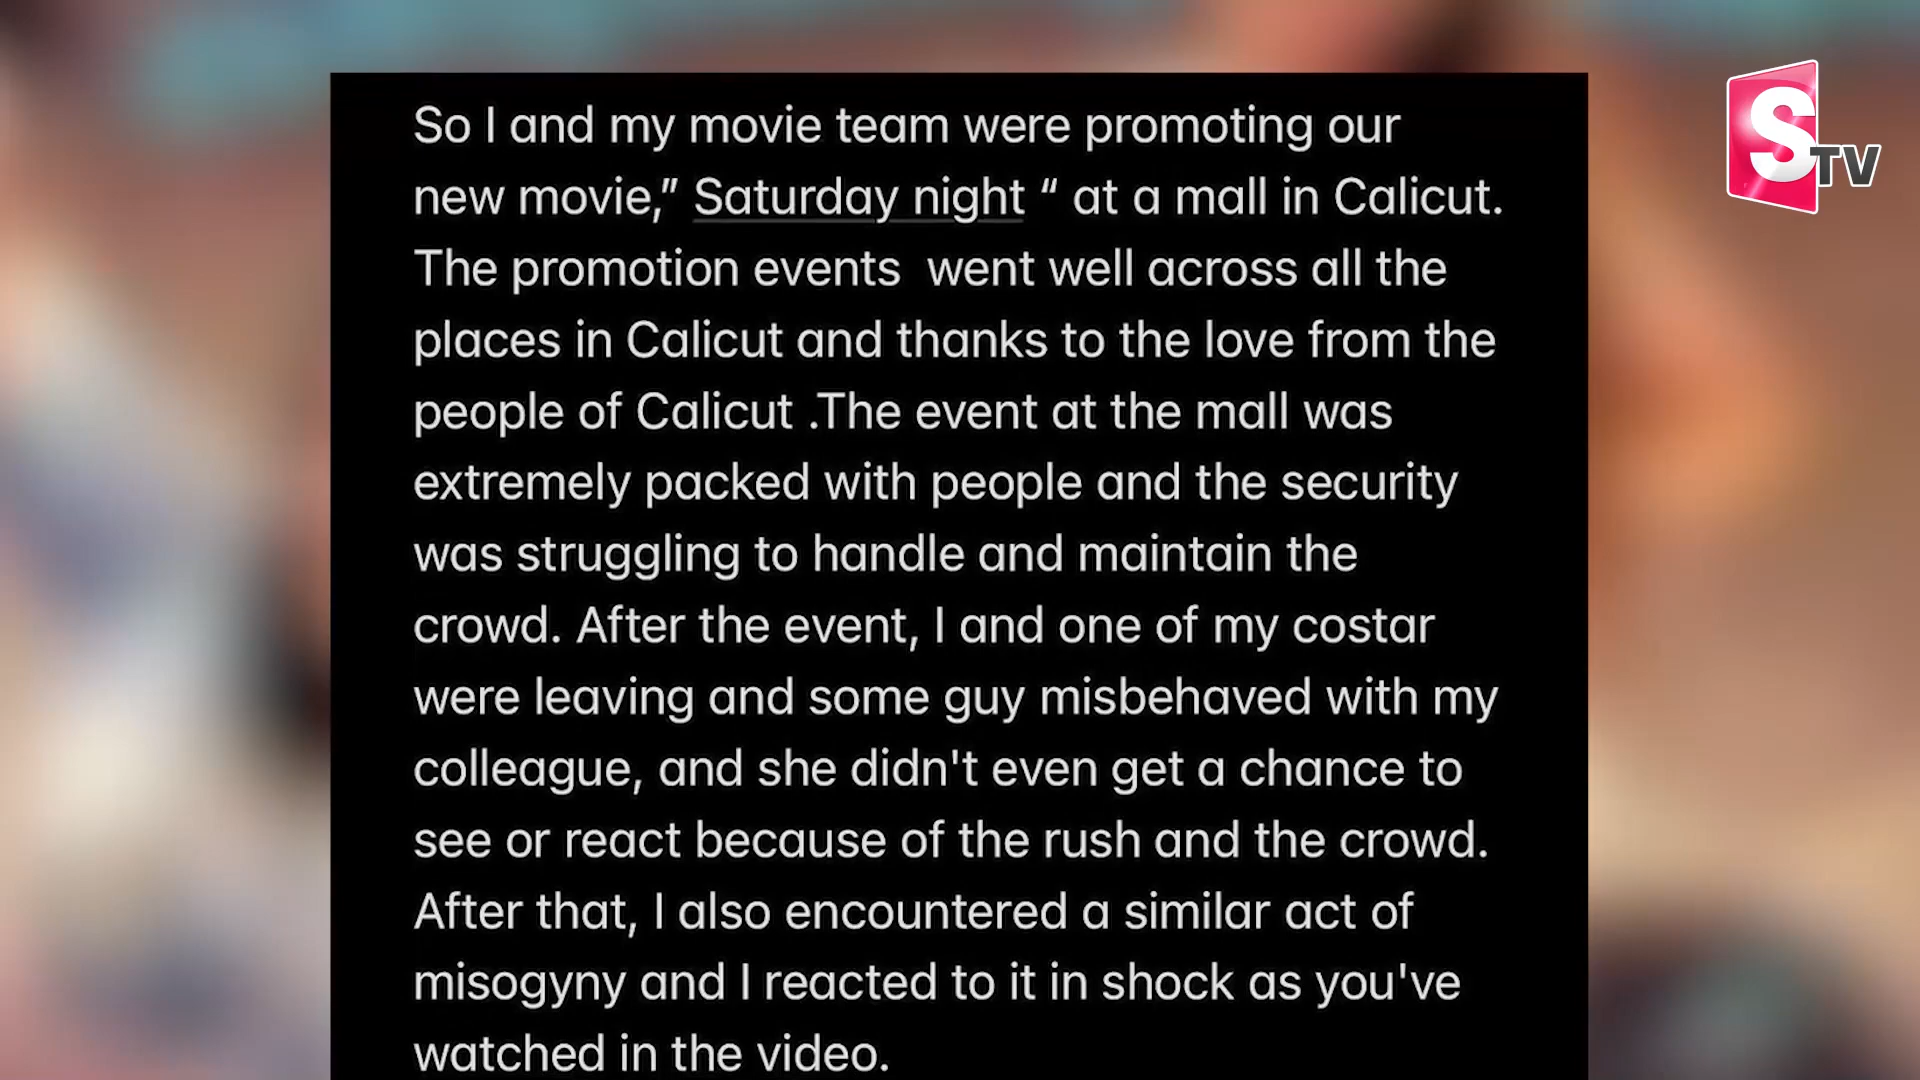 So I and my movie team were promoting our
new movie,” Saturday night “ at a mall in Calicut.
The promotion events  went well across all the
places in Calicut and thanks to the love from the
people of Calicut .The event at the mall was
extremely packed with people and the security
was struggling to handle and maintain the
crowd. After the event, I and one of my costar
were leaving and some guy misbehaved with my
colleague, and she didn't even get a chance to
see or react because of the rush and the crowd.
After that, I also encountered a similar act of
misogyny and I reacted to it in shock as you've
watched in the video.
S TV